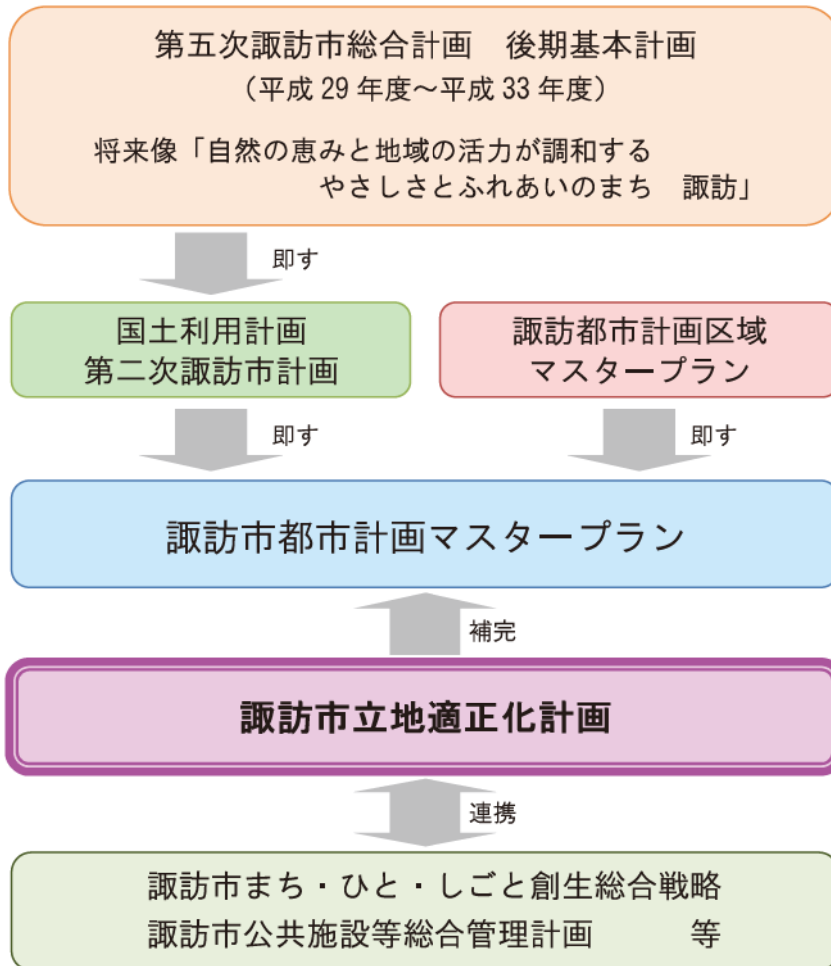 第五次諏訪市総合計画　後期基本計画
（平成 29 年度～平成 33 年度）
将来像「自然の恵みと地域の活力が調和する
やさしさとふれあいのまち　諏訪」
即す
国土利用計画
第二次諏訪市計画
諏訪都市計画区域
マスタープラン
即す
即す
諏訪市都市計画マスタープラン
補完
諏訪市立地適正化計画
連携
諏訪市まち・ひと・しごと創生総合戦略
諏訪市公共施設等総合管理計画　　　等